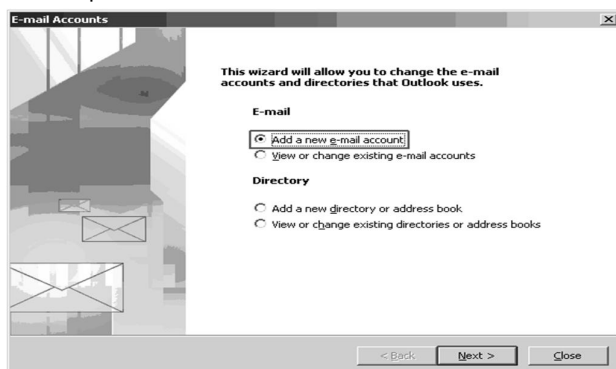 E-mail Accounts
This wizard will allow you to change the e-mail
accounts and directories that Outlook uses.
E-mail
Add a new e-mail account
View or change existing e-mail accounts
Directory
Add a new directory or address book
View or change existing directories or address books
< Back
Next >
Close